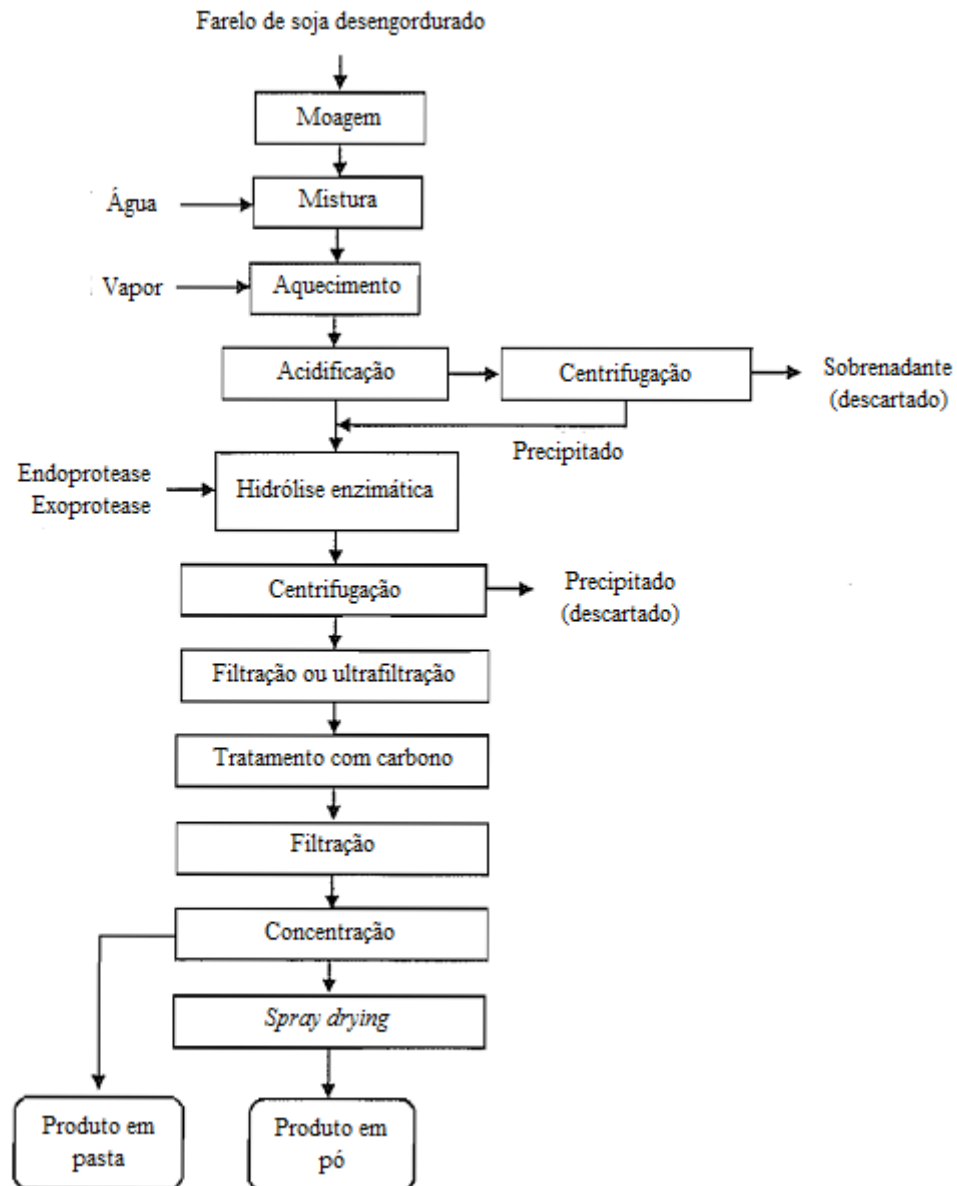 Farelo de soja desengordurado
Moagem
Água
Mistura
Vapor
Aquecimento
Acidificação
Centrifugação
Sobrenadante
(descartado)
Precipitado
Endoprotease
Exoprotease
Hidrólise enzimática
Centrifugação
Precipitado
(descartado)
Filtração ou ultrafiltração
Tratamento com carbono
Filtração
Concentração
Spray drying
Produto em
pasta
Produto em
pó